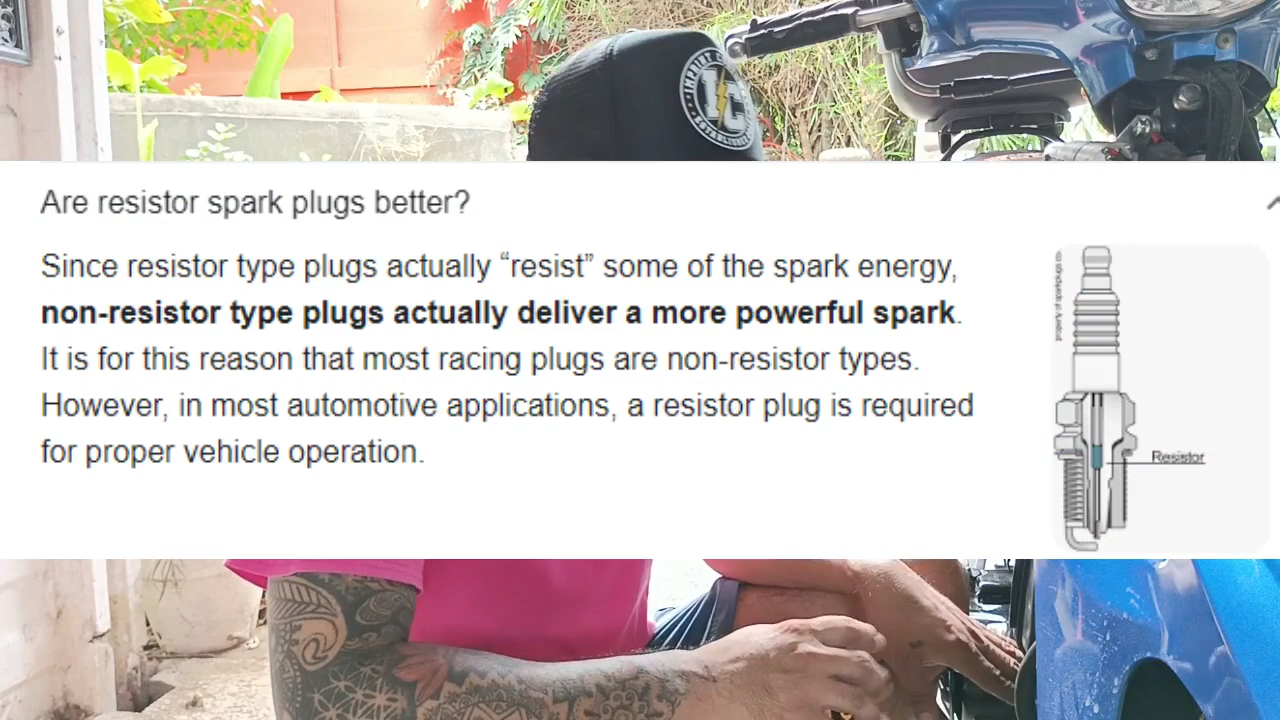 IC
Are resistor spark plugs better?
Since resistor type plugs actually “resist” some of the spark energy,
non-resistor type plugs actually deliver a more powerful spark.
It is for this reason that most racing plugs are non-resistor types.
However, in most automotive applications, a resistor plug is required
for proper vehicle operation.
Resistor